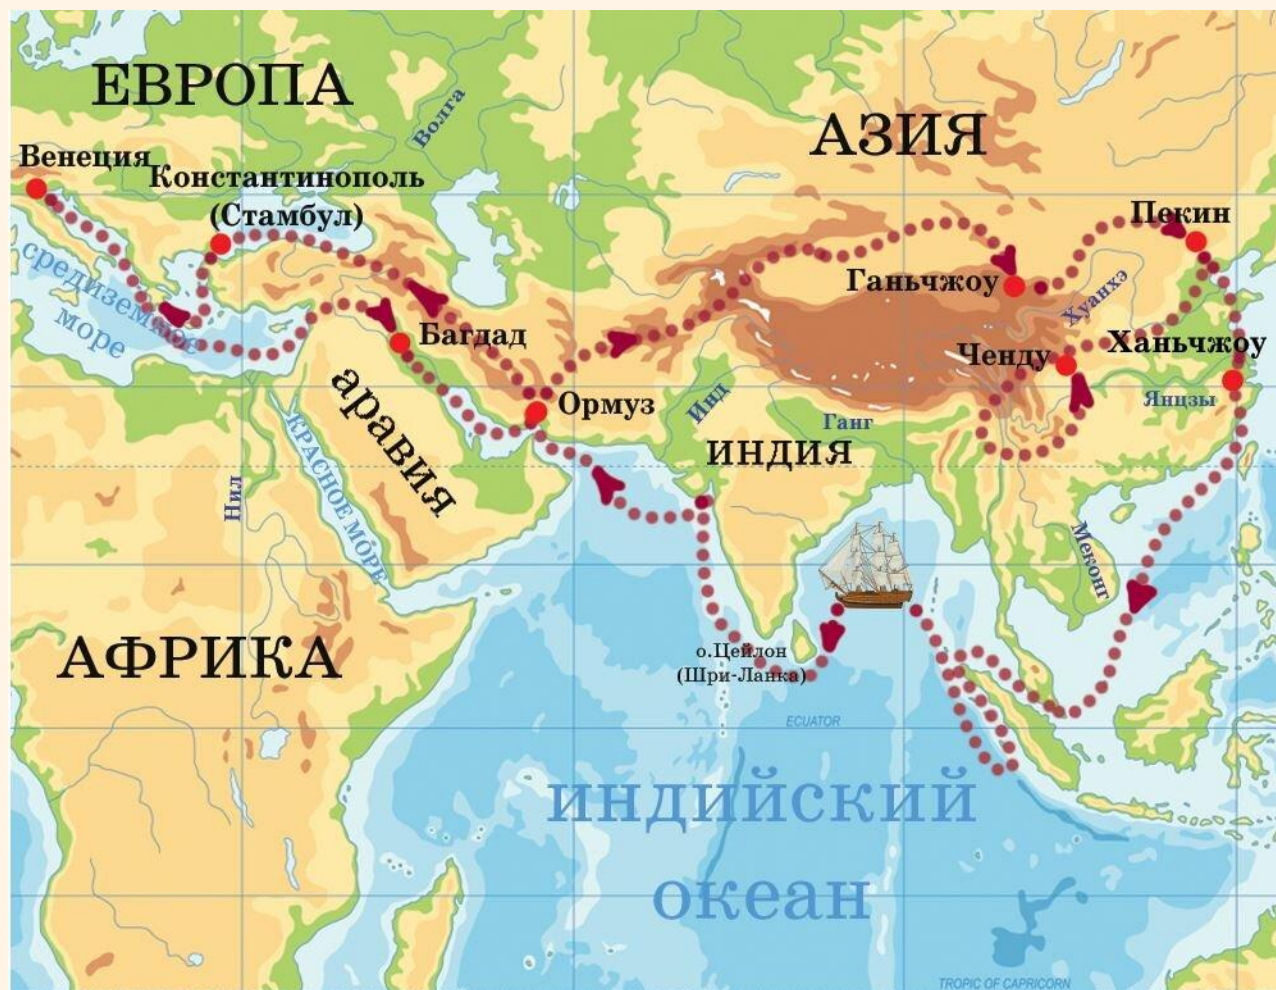 ЕВРОПА
АЗИЯ
Волга
Венеция
Константинополь
(Стамбул)
средиземное
море
Пекин
Ганьчжоу
Хуанхэ
Багдад
Ченду
Ханьчжоу
Ормуз
Инд
Ганг
Янцзы
аравия
ИНДИЯ
КРАСНОЕ МОРЕ
Нил
Меконг
АФРИКА
о.Цейлон
(Шри-Ланка)
ECUATOR
индийский
океан
TROPIC OF CAPRICORN